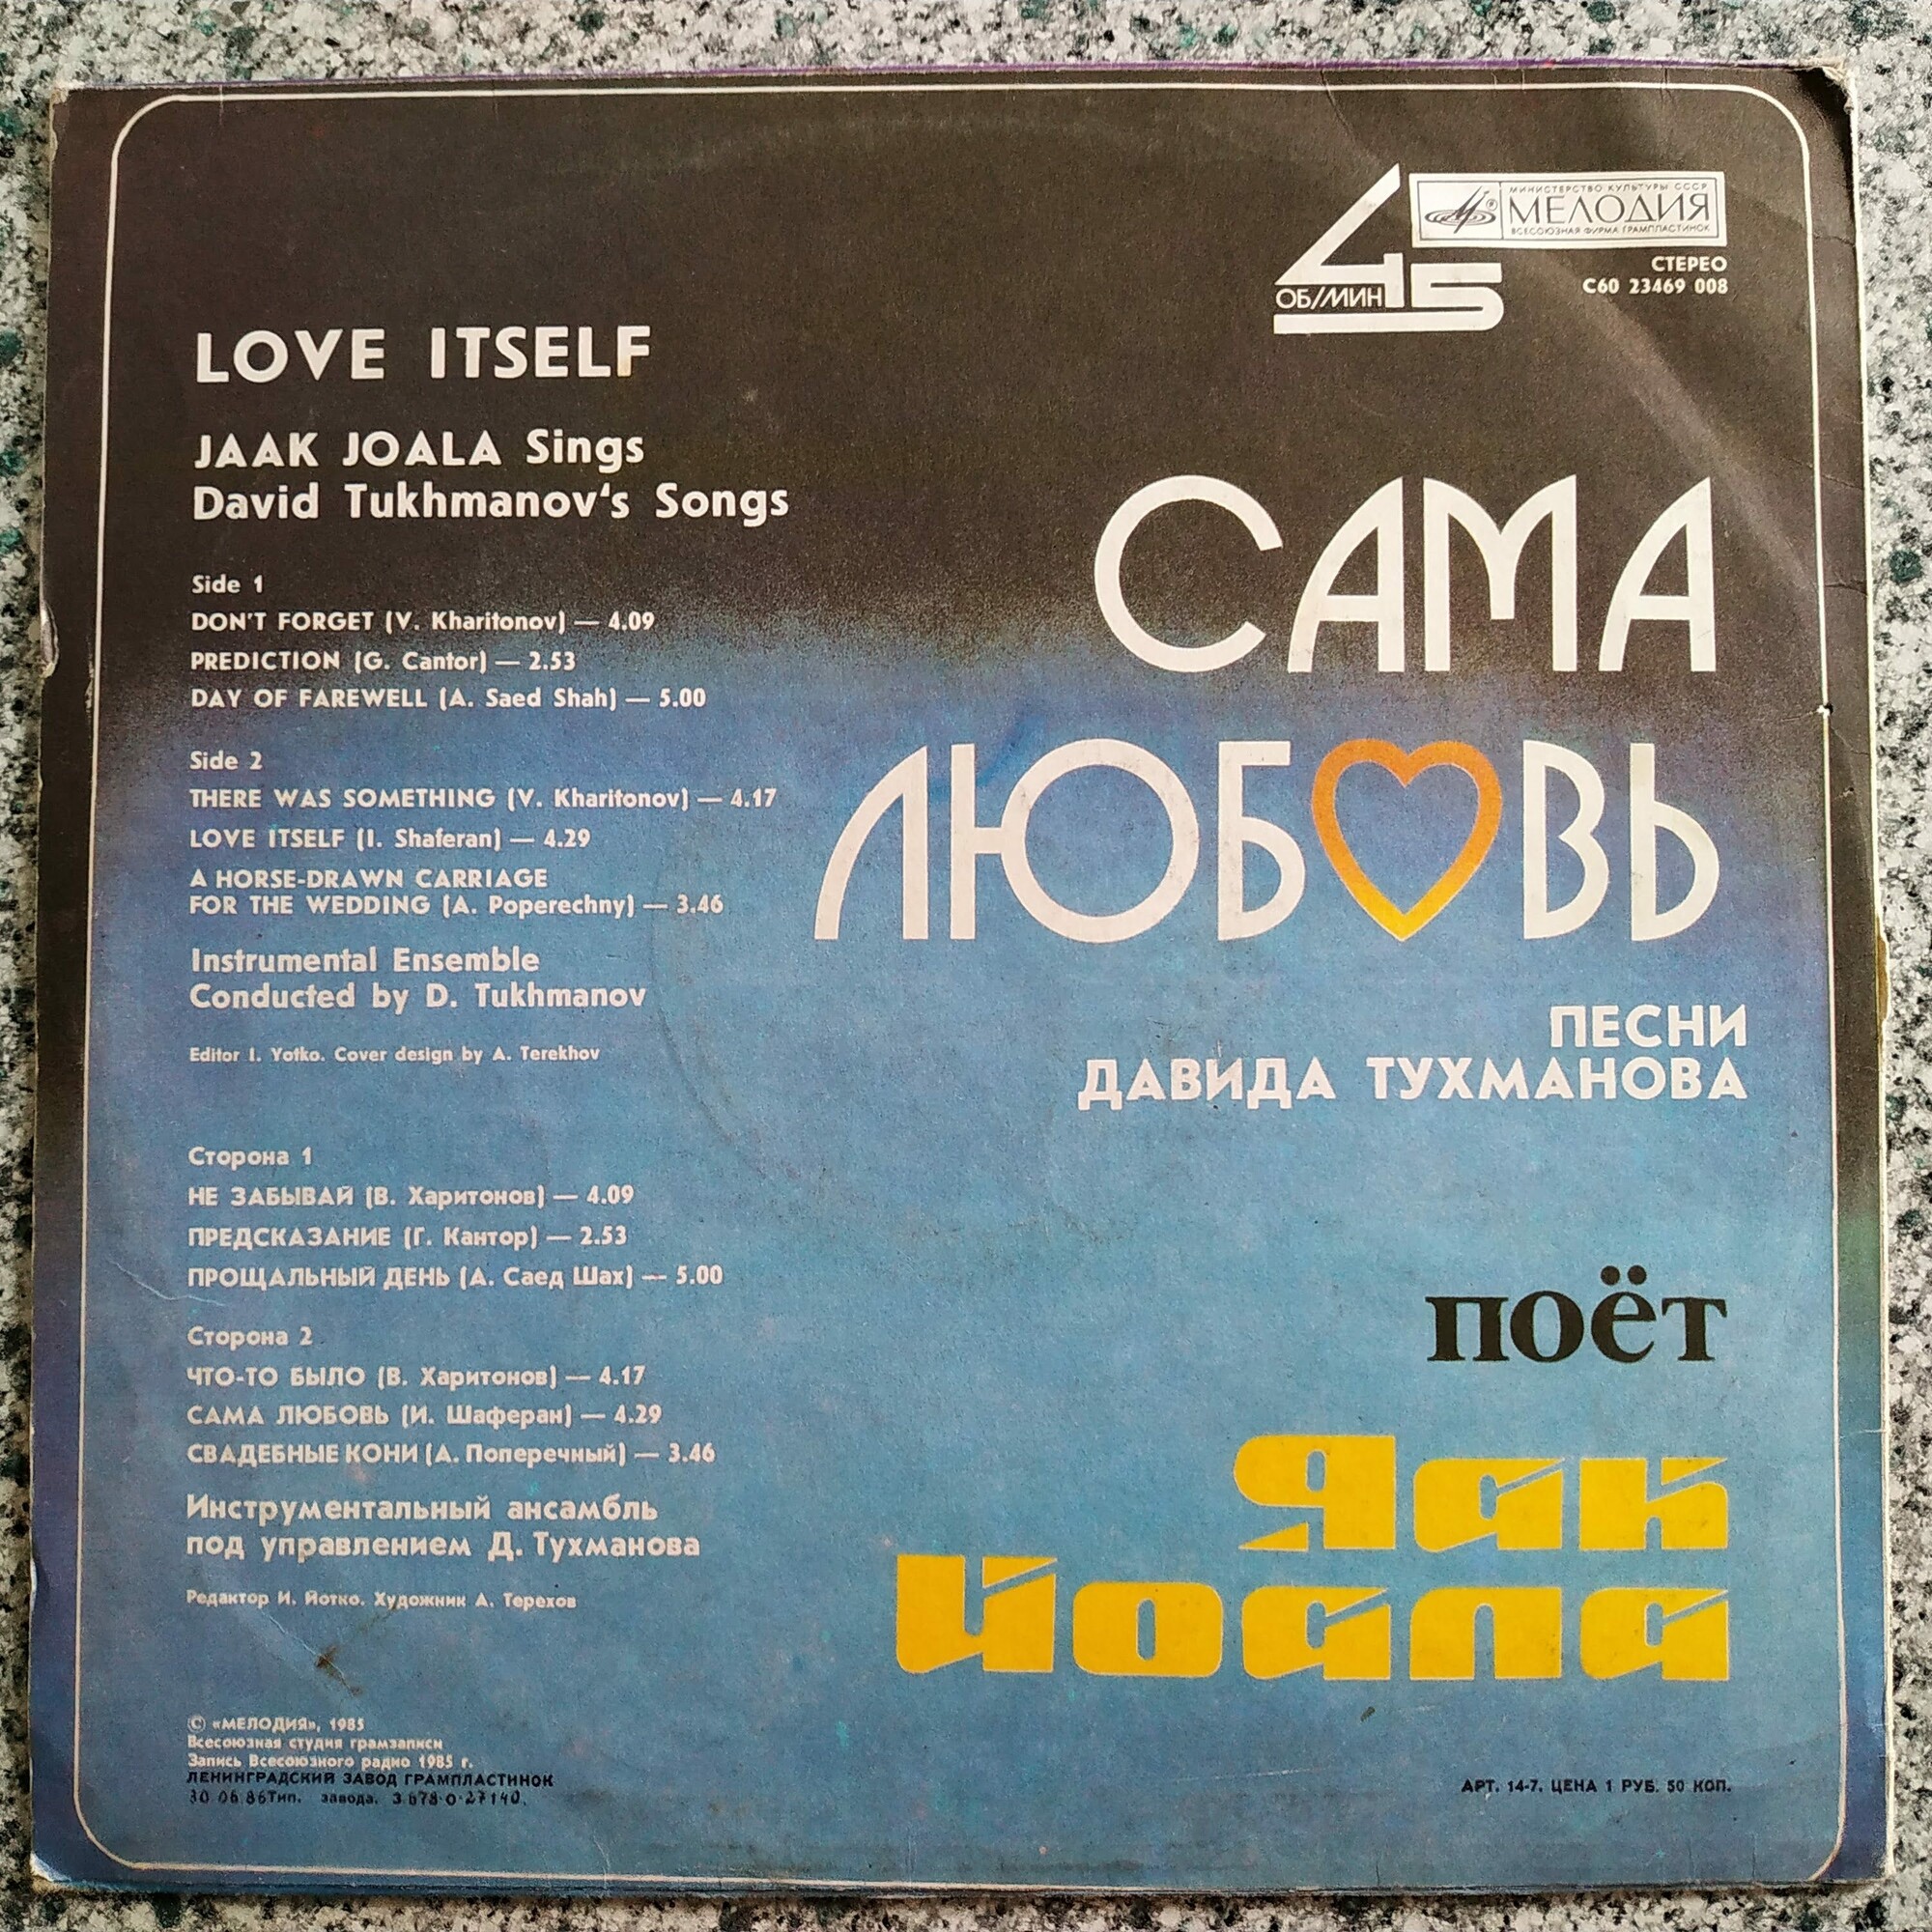 МИНИСТЕРСТВО КУЛЬТУРЫ СССР
МЕЛОДИЯ
ВСЕСОЮЗНАЯ ФИРМА ГРАМПЛАСТИНОК
45
ОБ/МИН
СТЕРЕО
С60 23469 008
LOVE ITSELF
JAAK JOALA Sings
David Tukhmanov‘s Songs
Side 1
DON'T FORGET (V. Kharitonov) — 4.09
PREDICTION (G. Cantor) — 2.53
DAY OF FAREWELL (A. Saed Shah) — 5.00
Side 2
THERE WAS SOMETHING (V. Kharitonov) — 4.17
LOVE ITSELF (I. Shaferan) — 4.29
A HORSE-DRAWN CARRIAGE
FOR THE WEDDING (A. Poperechny) — 3.46
Instrumental Ensemble
Conducted by D. Tukhmanov
Editor I. Yotko. Cover design by A. Terekhov
САМА
ЛЮБОВЬ
ПЕСНИ
ДАВИДА ТУХМАНОВА
поёт
Яак
Йоала
Сторона 1
НЕ ЗАБЫВАЙ (В. Харитонов) — 4.09
ПРЕДСКАЗАНИЕ (Г. Кантор) — 2.53
ПРОЩАЛЬНЫЙ ДЕНЬ (А. Саед Шах) — 5.00
Сторона 2
ЧТО-ТО БЫЛО (В. Харитонов) — 4.17
САМА ЛЮБОВЬ (И. Шаферан) — 4.29
СВАДЕБНЫЕ КОНИ (А. Поперечный) — 3.46
Инструментальный ансамбль
под управлением Д. Тухманова
Редактор И. Йотко. Художник А. Терехов
© «МЕЛОДИЯ», 1985
Всесоюзная студия грамзаписи
Запись Всесоюзного радио 1985 г.
ЛЕНИНГРАДСКИЙ ЗАВОД ГРАМПЛАСТИНОК
30 06 86 Тип. завода. З 678-0-27140.
АРТ. 14-7. ЦЕНА 1 РУБ. 50 КОП.